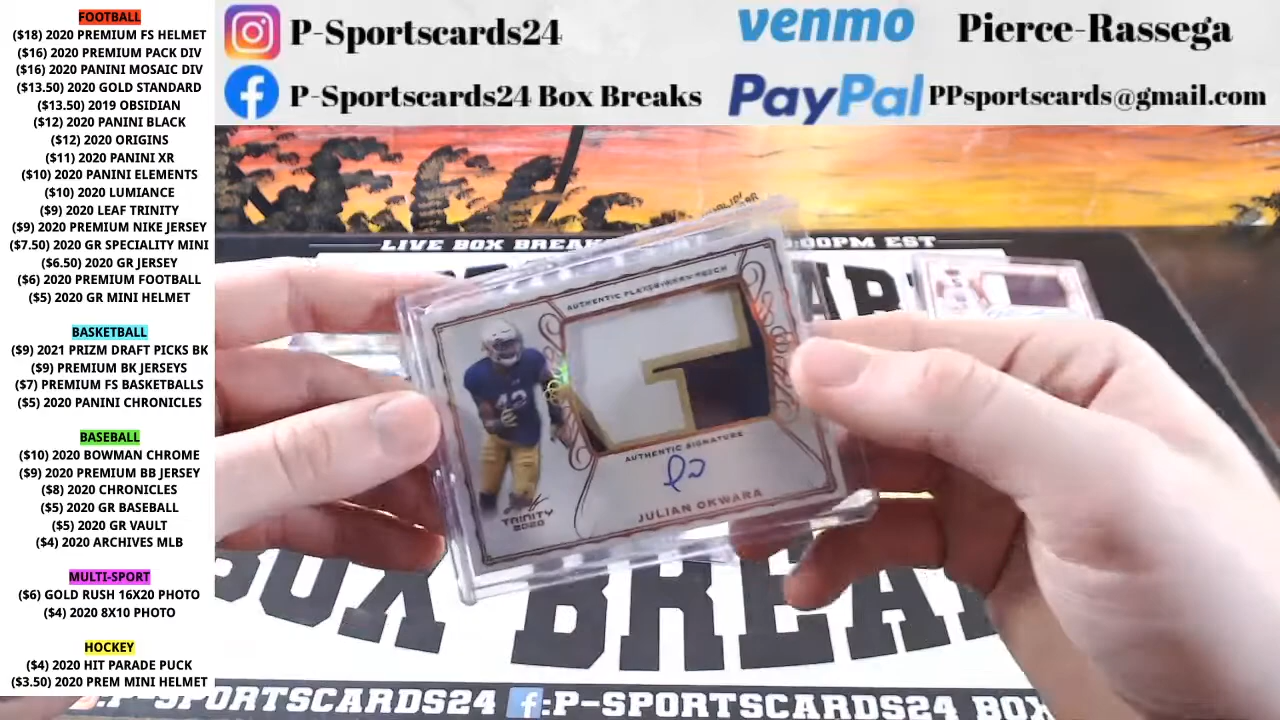 FOOTBALL
($18) 2020 PREMIUM FS HELMET
($16) 2020 PREMIUM PACK DIV
($16) 2020 PANINI MOSAIC DIV
($13.50) 2020 GOLD STANDARD
($13.50) 2019 OBSIDIAN
($12) 2020 PANINI BLACK
($12) 2020 ORIGINS
($11) 2020 PANINI XR
($10) 2020 PANINI ELEMENTS
($10) 2020 LUMIANCE
($9) 2020 LEAF TRINITY
($9) 2020 PREMIUM NIKE JERSEY
($7.50) 2020 GR SPECIALITY MINI
($6.50) 2020 GR JERSEY
($6) 2020 PREMIUM FOOTBALL
($5) 2020 GR MINI HELMET
BASKETBALL
($9) 2021 PRIZM DRAFT PICKS BK
($9) PREMIUM BK JERSEYS
($7) PREMIUM FS BASKETBALLS
($5) 2020 PANINI CHRONICLES
BASEBALL
($10) 2020 BOWMAN CHROME
($9) 2020 PREMIUM BB JERSEY
($8) 2020 CHRONICLES
($5) 2020 GR BASEBALL
($5) 2020 GR VAULT
($4) 2020 ARCHIVES MLB
MULTI-SPORT
($6) GOLD RUSH 16X20 PHOTO
($4) 2020 8X10 PHOTO
HOCKEY
($4) 2020 HIT PARADE PUCK
($3.50) 2020 PREM MINI HELMET
P-Sportscards24
venmo
Pierce-Rassega
P-Sportscards24 Box Breaks
PayPal
PPsportscards@gmail.com
LIVE BOX BREAK
:00PM EST
AUTHENTIC PLAYER-WORN PATCH
42
AUTHENTIC SIGNATURE
JULIAN OKWARA
TRINITY
2020
BOX BREAK
:P-SPORTSCARDS24 f:P-SPORTSCARDS24 BOX